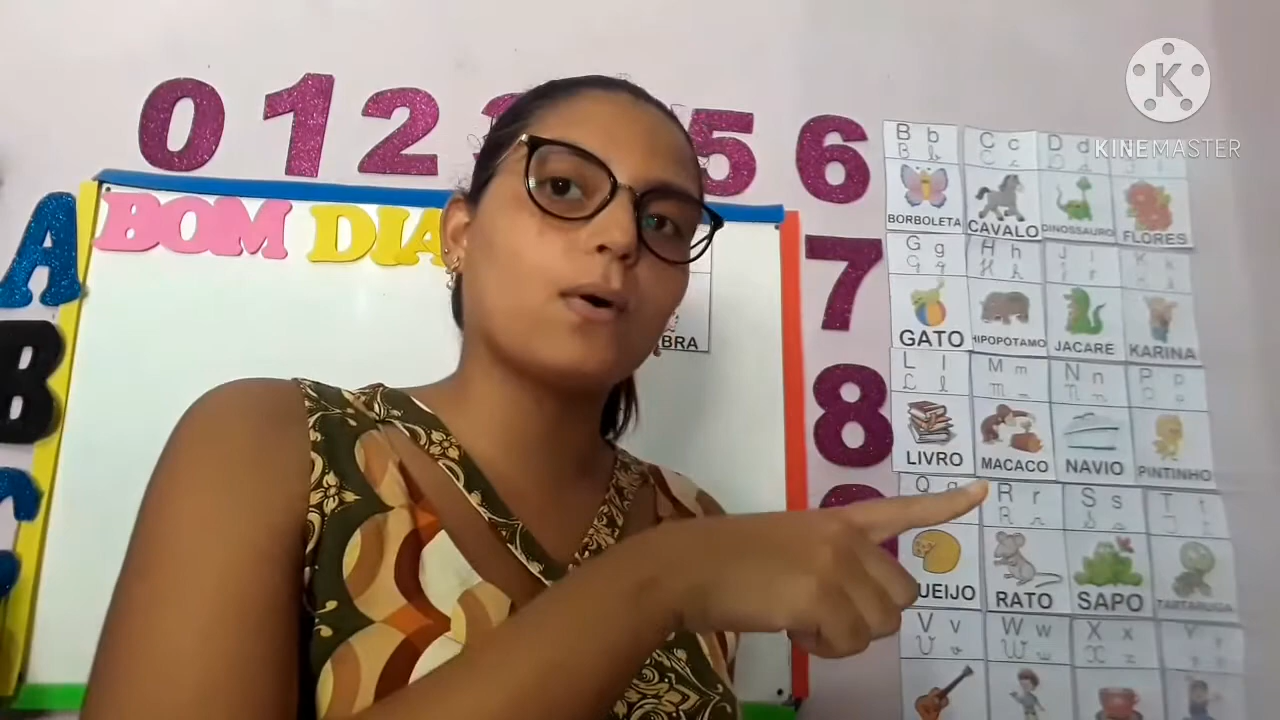 K
KINEMASTER
0 1 2 5 6
7
8
A
B
BOM DIA
BRA
B b
C c
D d
BORBOLETA
CAVALO
DINOSSAURO
FLORES
G g
H h
J j
K k
GATO
HIPOPOTAMO
JACARÉ
KARINA
L l
M m
N n
P p
LIVRO
MACACO
NAVIO
PINTINHO
Q q
R r
S s
T t
UEIJO
RATO
SAPO
TARTARUGA
V v
W w
X x
Y y